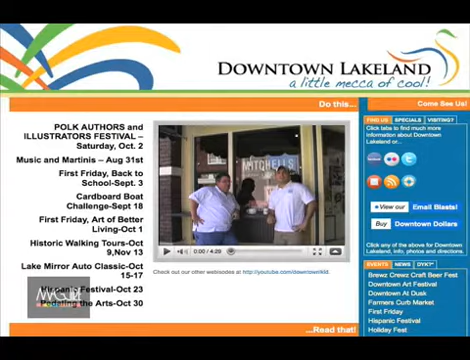 DOWNTOWN LAKELAND
a little mecca of cool!
Do this...
Come See Us!
POLK AUTHORS and
ILLUSTRATORS FESTIVAL –
Saturday, Oct. 2
Music and Martinis – Aug 31st
First Friday, Back to
School-Sept. 3
Cardboard Boat
Challenge-Sept 18
First Friday, Art of Better
Living-Oct 1
Historic Walking Tours-Oct
9,Nov 13
Lake Mirror Auto Classic-Oct
15-17
Hispanic Festival-Oct 23
the Arts-Oct 30
MITCHELL'S
0:00 / 4:29
Check out our other webisodes at http://youtube.com/downtownlkld.
...Read that!
FIND US
SPECIALS
VISITING?
Click tabs to find much more
information about Downtown
Lakeland or...
View our
Email Blasts!
Buy
Downtown Dollars
Click any of the above for Downtown
Lakeland, info, photos and directions.
EVENTS
NEWS
DYK?
Brewz Crewz Craft Beer Fest
Downtown Art Festival
Downtown At Dusk
Farmers Curb Market
First Friday
Hispanic Festival
Holiday Fest